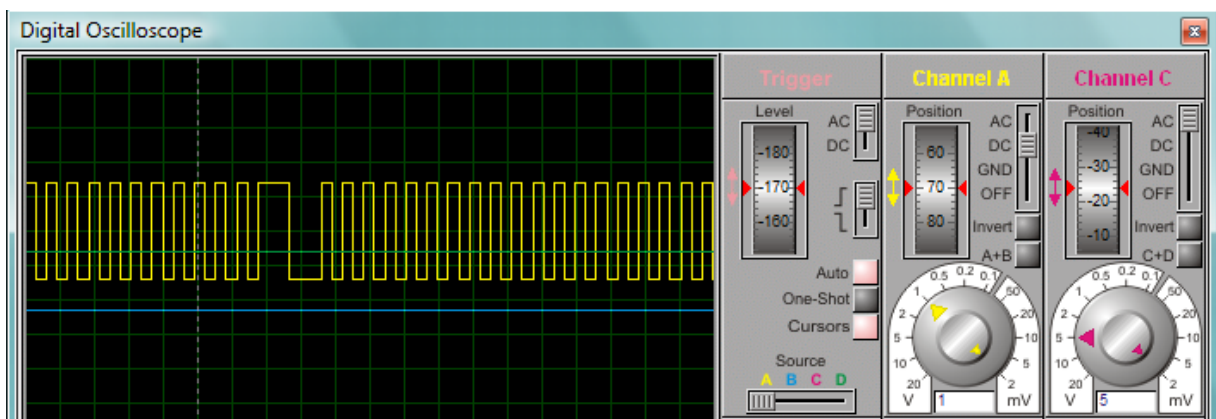 Digital Oscilloscope
Trigger
Level
AC
DC
-180
-170
-160
Auto
One-Shot
Cursors
Source
A B C D
Channel A
Position
AC
DC
GND
OFF
60
70
80
Invert
A+B
20 10 5 2 1 0.5 0.2 0.1 50 20 10 5 2
V 1 mV
Channel C
Position
AC
DC
GND
OFF
-40
-30
-20
-10
Invert
C+D
20 10 5 2 1 0.5 0.2 0.1 50 20 10 5 2
V 5 mV